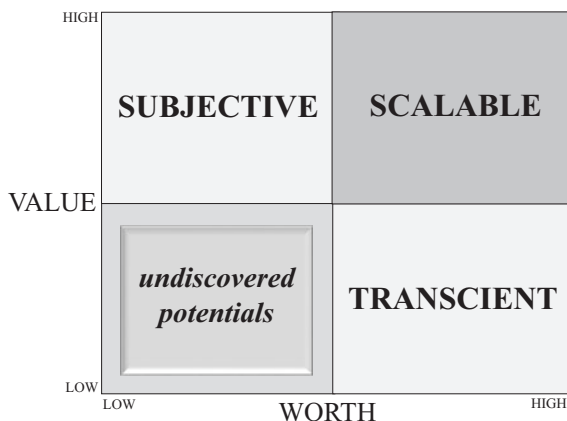 HIGH
SUBJECTIVE SCALABLE
VALUE
undiscovered
potentials
TRANSCIENT
LOW
LOW HIGH
WORTH